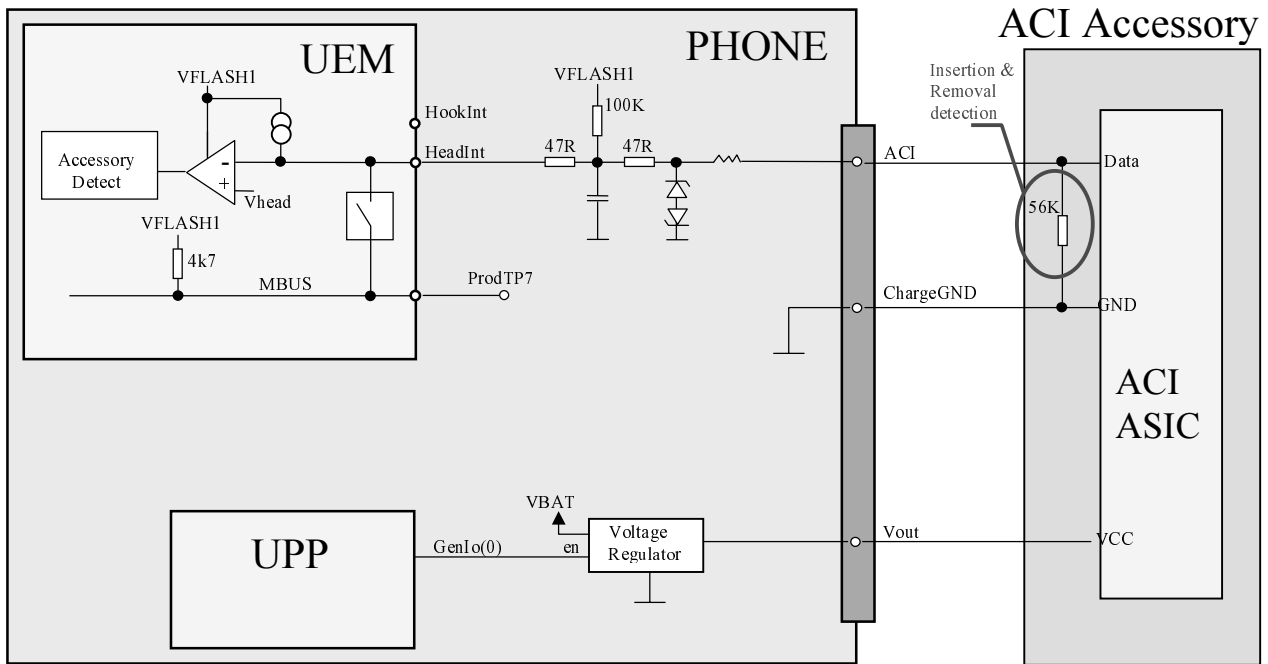 ACI Accessory
UEM
PHONE
VFLASH1
VFLASH1
Insertion &
Removal
detection
HookInt
100K
Accessory
Detect
-
+
HeadInt
47R
47R
ACI
Data
Vhead
56K
VFLASH1
4k7
MBUS
ProdTP7
ChargeGND
GND
ACI
ASIC
VBAT
UPP
GenIo(0)
en
Voltage
Regulator
Vout
VCC